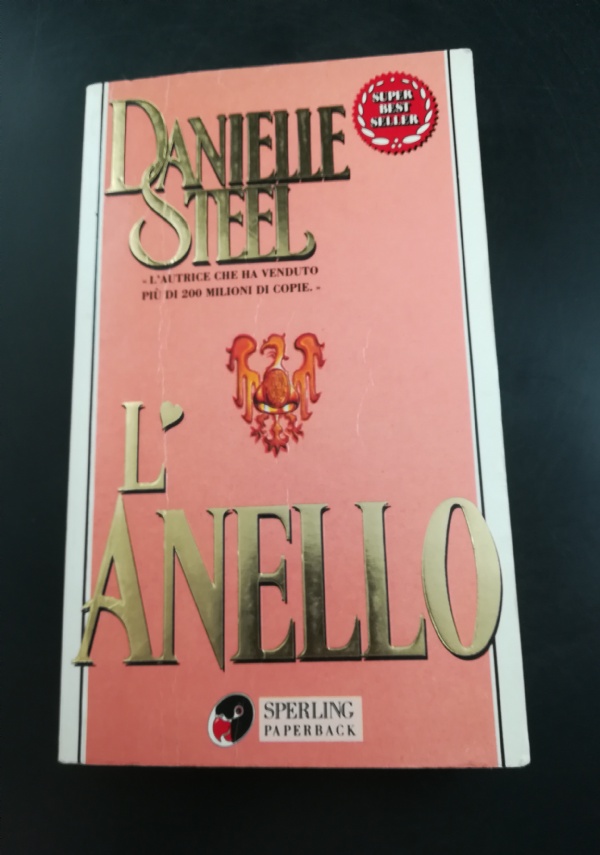 DANIELLE
STEEL
SUPER
BEST
SELLER
«L'AUTRICE CHE HA VENDUTO
PIÙ DI 200 MILIONI DI COPIE.»
L'
ANELLO
SPERLING
PAPERBACK